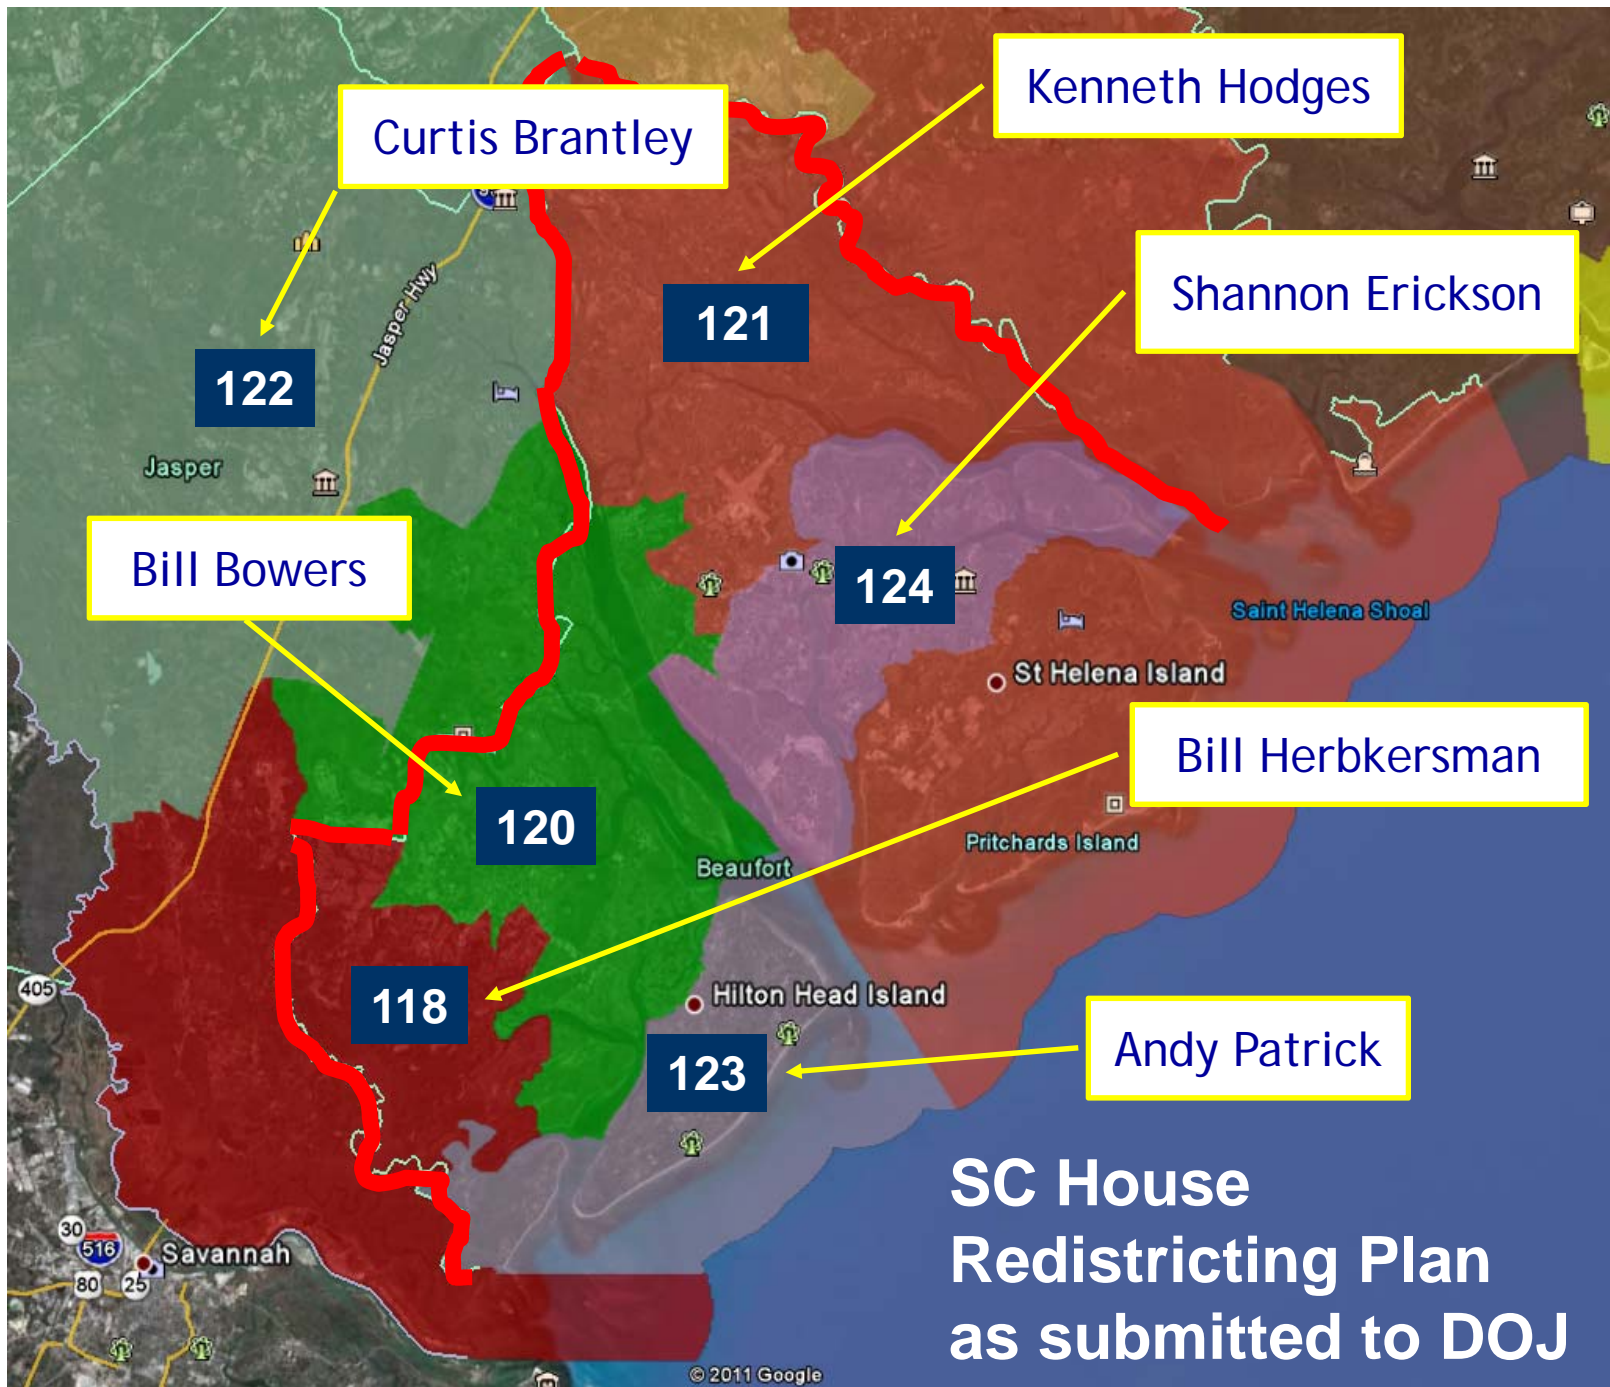 Kenneth Hodges
Curtis Brantley
Shannon Erickson
Jasper Hwy
121
122
Jasper
Bill Bowers
124
Saint Helena Shoal
St Helena Island
Bill Herbkersman
120
Pritchards Island
Beaufort
405
118
Hilton Head Island
123
Andy Patrick
SC House
Redistricting Plan
as submitted to DOJ
30
516
Savannah
80
25
© 2011 Google